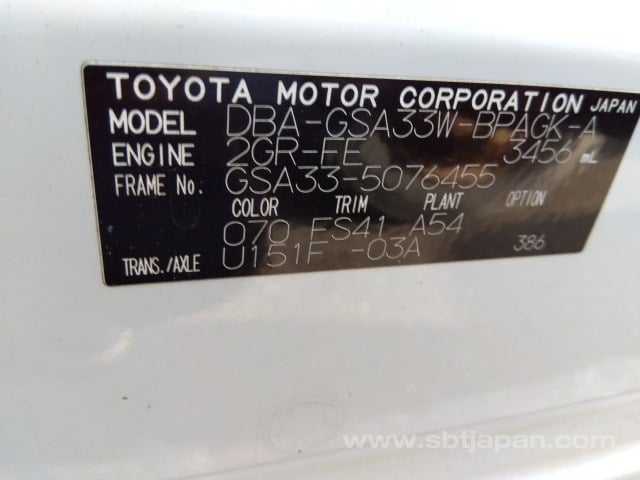 TOYOTA MOTOR CORPORATION JAPAN
MODEL DBA-GSA33W-BPAGK-A
ENGINE 2GR-FE 3456 mL
FRAME No. GSA33-5076455
COLOR TRIM PLANT OPTION
070 FS41 A54
TRANS./AXLE U151F -03A 386
www.sbtjapan.com